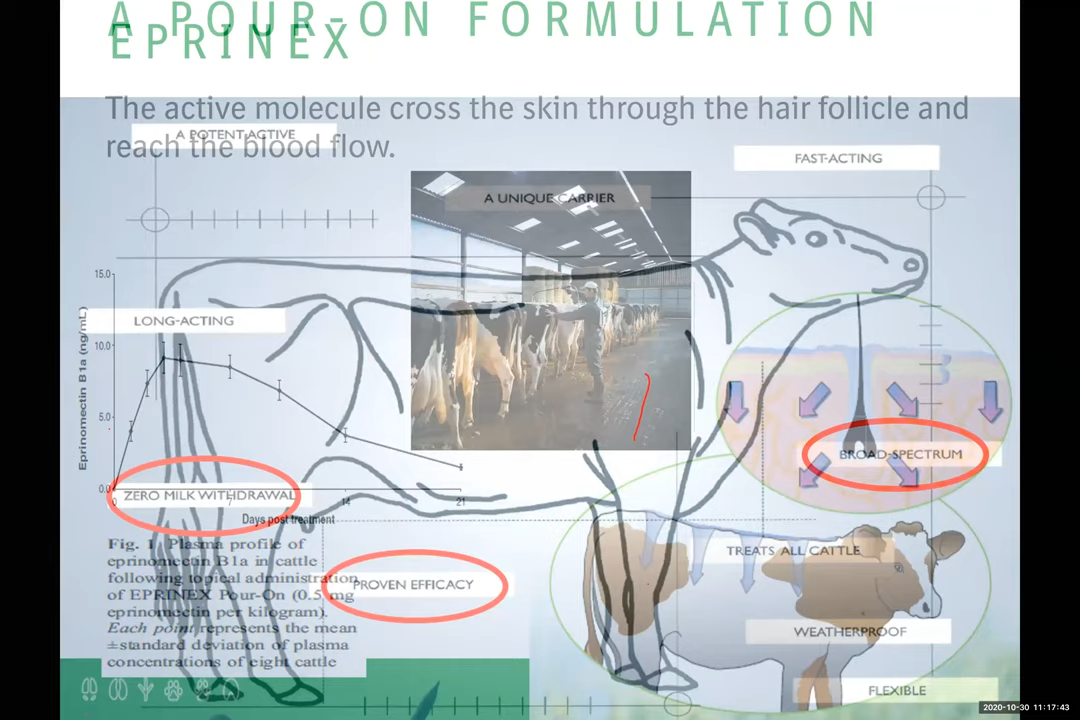 A POUR-ON FORMULATION
EPRINEX
The active molecule cross the skin through the hair follicle and
reach the blood flow.
A POTENT ACTIVE
A UNIQUE CARRIER
FAST-ACTING
LONG-ACTING
BROAD-SPECTRUM
ZERO MILK WITHDRAWAL
PROVEN EFFICACY
TREATS ALL CATTLE
WEATHERPROOF
FLEXIBLE
Eprinomectin B1a (ng/mL)
15.0
10.0
5.0
0.0
0
7
14
21
Days post treatment
Fig. 1 Plasma profile of
eprinomectin B1a in cattle
following topical administration
of EPRINEX Pour-On (0.5 mg
eprinomectin per kilogram).
Each point represents the mean
±standard deviation of plasma
concentrations of eight cattle
2020-10-30 11:17:43